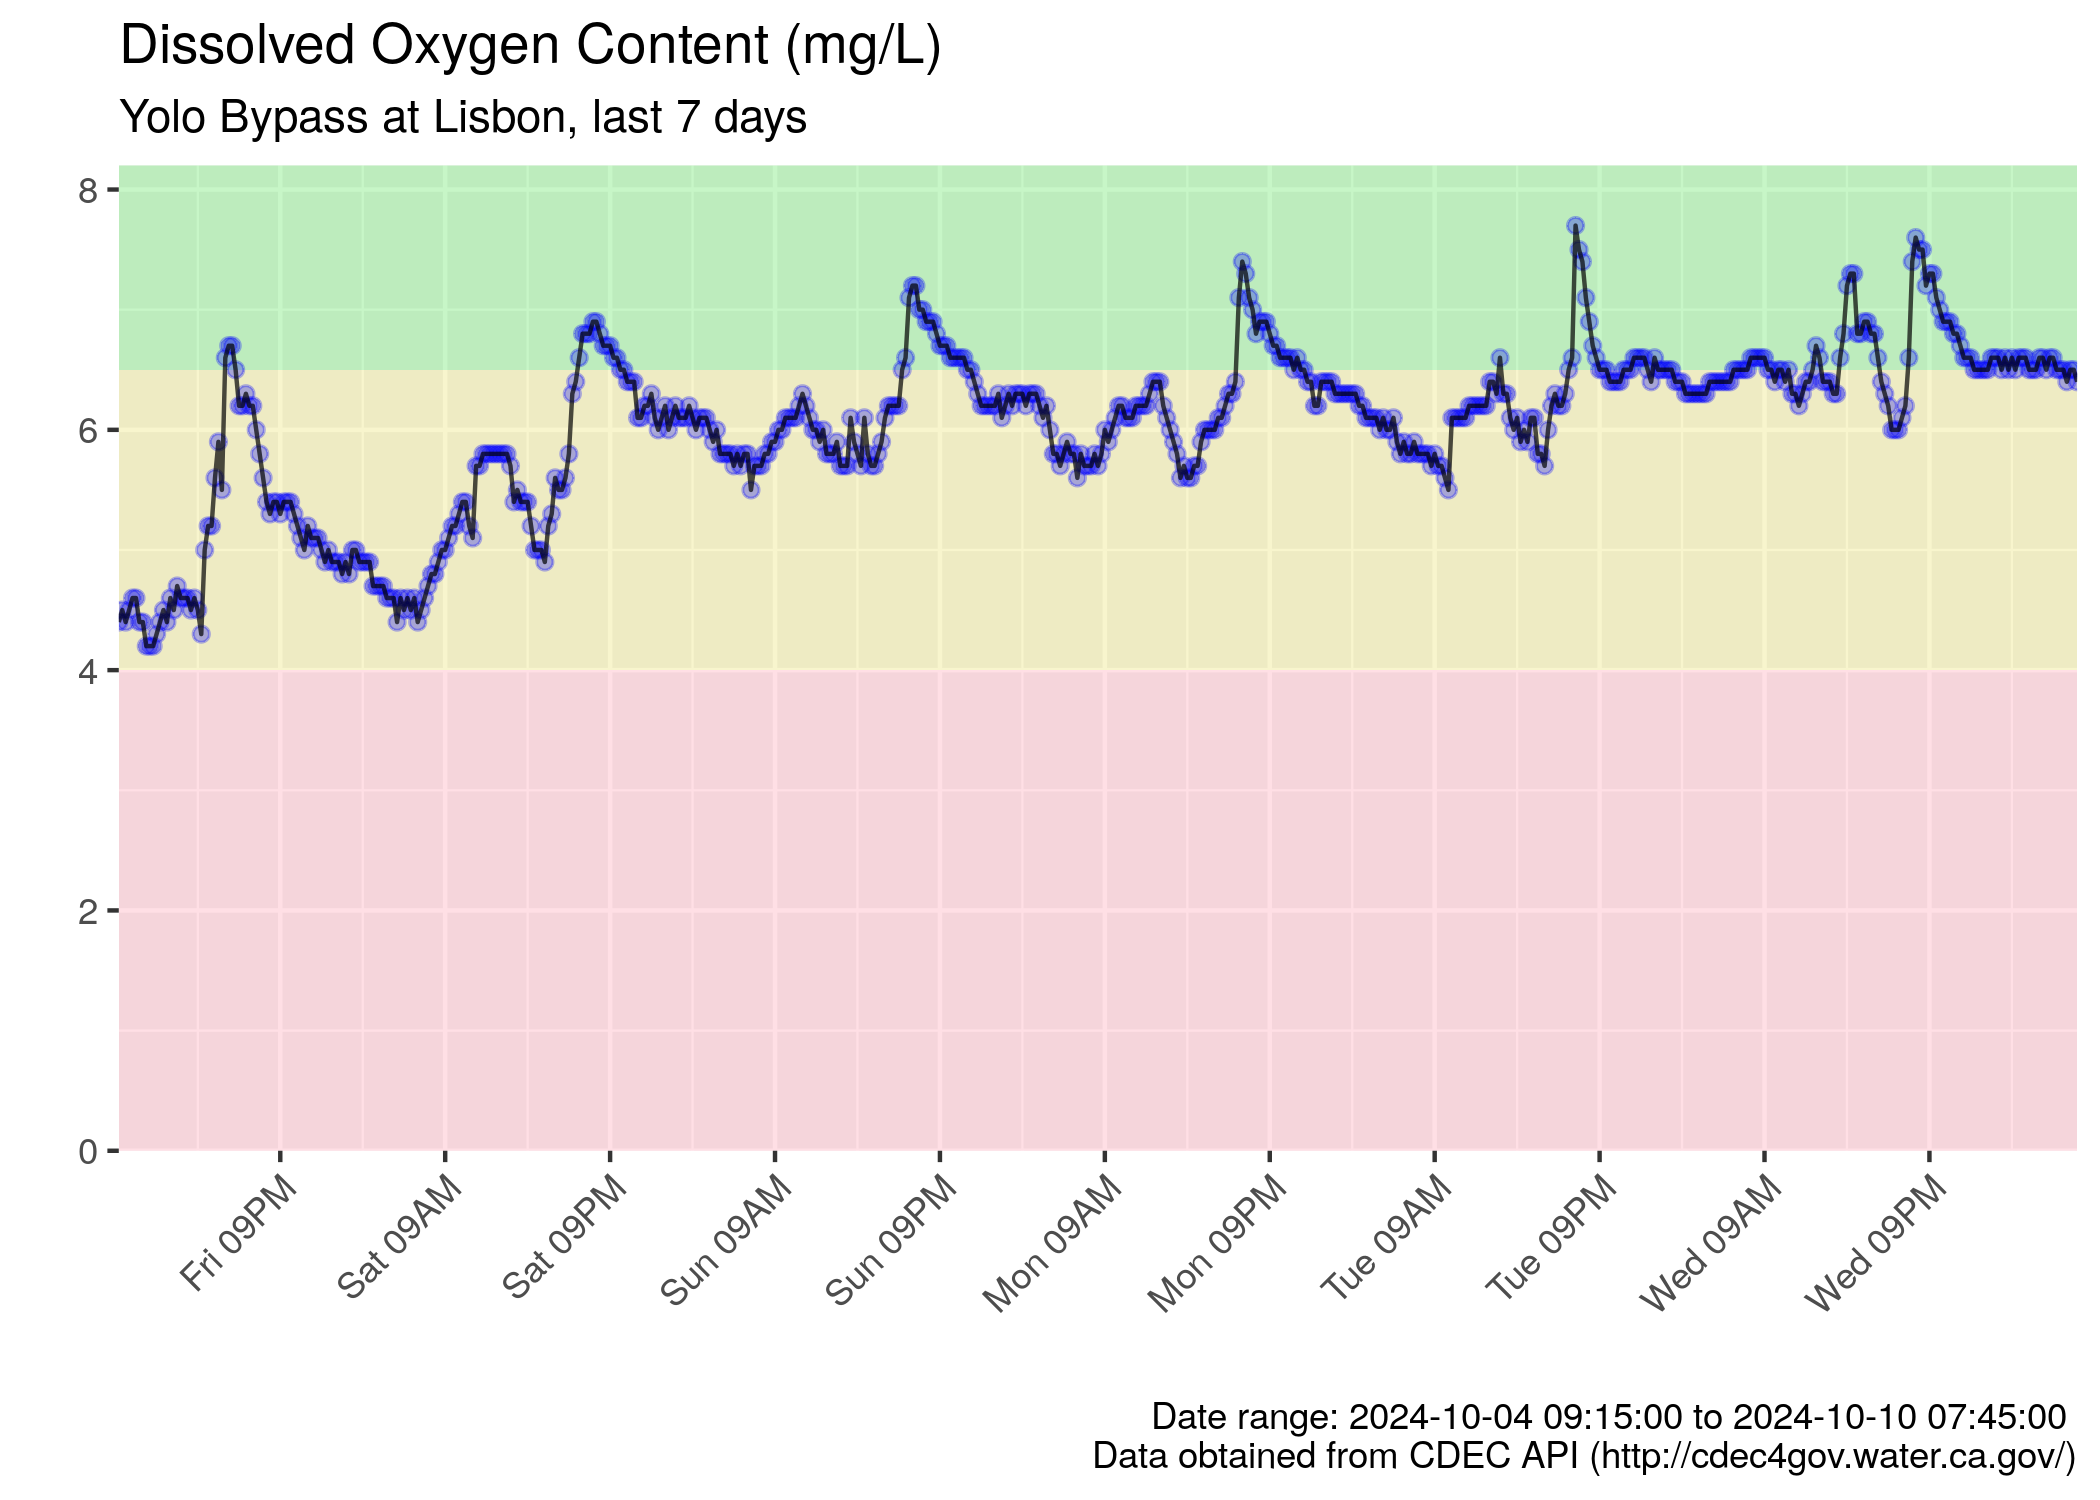 Dissolved Oxygen Content (mg/L)
Yolo Bypass at Lisbon, last 7 days
8
6
4
2
0
Fri 09PM
Sat 09AM
Sat 09PM
Sun 09AM
Sun 09PM
Mon 09AM
Mon 09PM
Tue 09AM
Tue 09PM
Wed 09AM
Wed 09PM
Date range: 2024-10-04 09:15:00 to 2024-10-10 07:45:00
Data obtained from CDEC API (http://cdec4gov.water.ca.gov/)